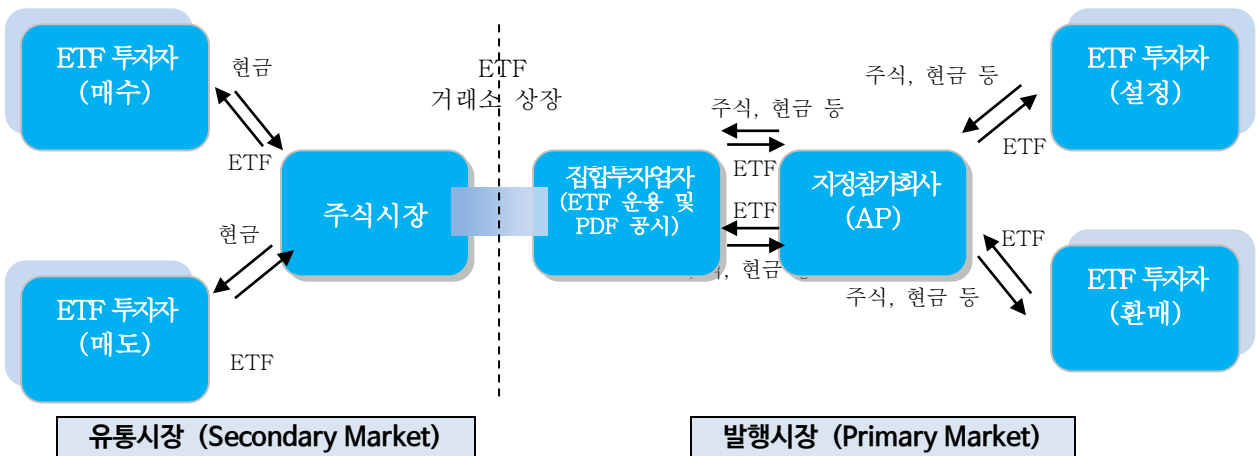 ETF 투자자
(매수)
현금
ETF
현금
ETF 투자자
(매도)
ETF
주식시장
ETF
거래소 상장
집합투자업자
(ETF 운용 및
PDF 공시)
주식, 현금 등
ETF
ETF
현금
지정참가회사
(AP)
주식, 현금 등
ETF
ETF 투자자
(설정)
ETF
주식, 현금 등
ETF 투자자
(환매)
유통시장 (Secondary Market)
발행시장 (Primary Market)